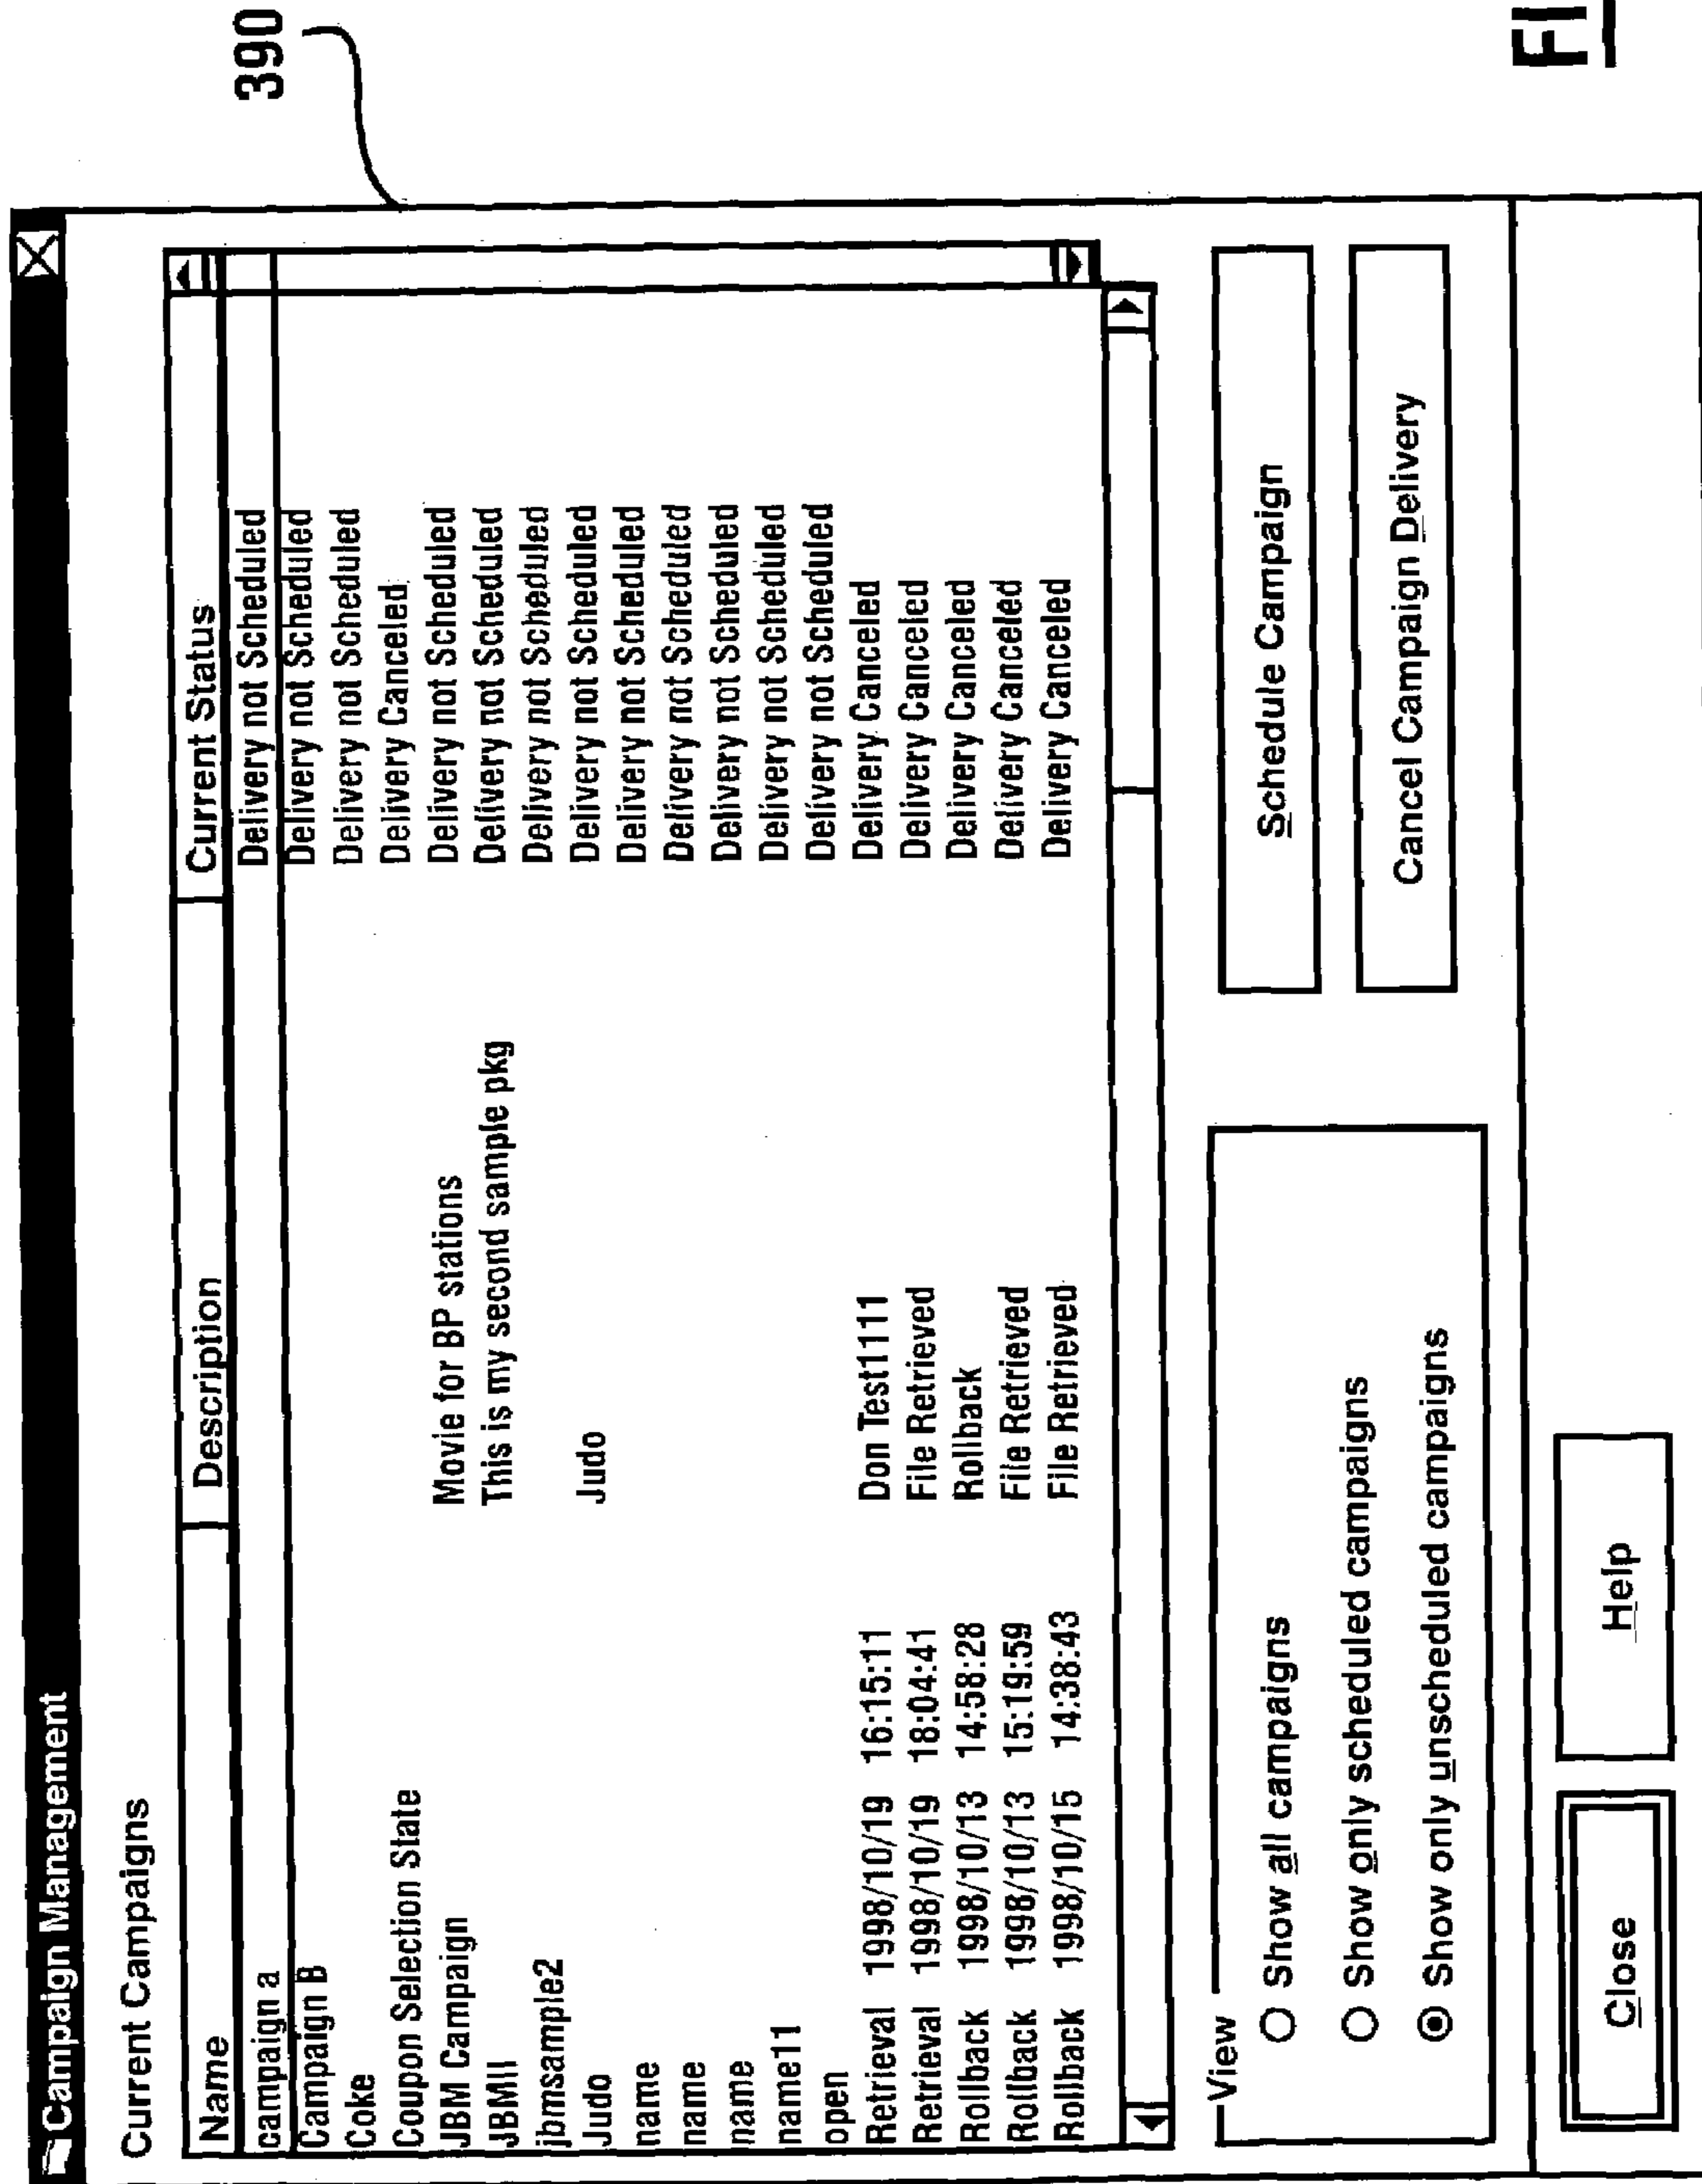 390
Campaign Management
Current Campaigns
Name Description Current Status
campaign a Delivery not Scheduled
Campaign B Delivery not Scheduled
Coke Delivery not Scheduled
Coupon Selection State Delivery Canceled
JBM Campaign Movie for BP stations Delivery not Scheduled
JBMII This is my second sample pkg Delivery not Scheduled
jbmsample2 Delivery not Scheduled
Judo Judo Delivery not Scheduled
name Delivery not Scheduled
name Delivery not Scheduled
name Delivery not Scheduled
name11 Delivery not Scheduled
open Delivery not Scheduled
Retrieval 1998/10/19 16:15:11 Don Test1111 Delivery Canceled
Retrieval 1998/10/19 18:04:41 File Retrieved Delivery Canceled
Rollback 1998/10/13 14:58:28 Rollback Delivery Canceled
Rollback 1998/10/13 15:19:59 File Retrieved Delivery Canceled
Rollback 1998/10/15 14:38:43 File Retrieved Delivery Canceled
View
Show all campaigns
Show only scheduled campaigns
Show only unscheduled campaigns
Schedule Campaign
Cancel Campaign Delivery
Close Help